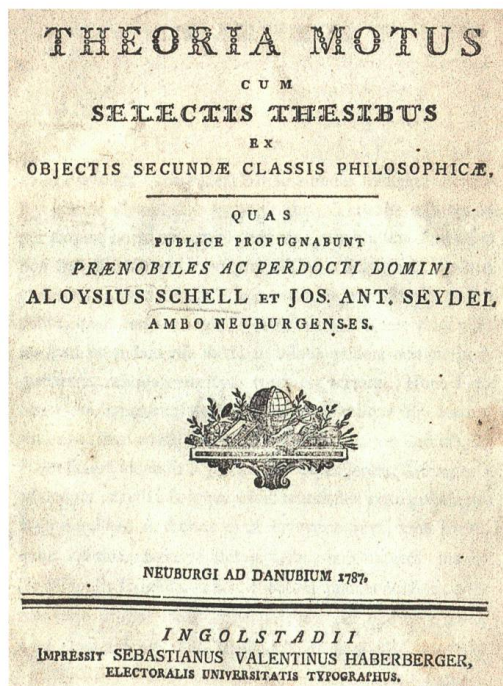 THEORIA MOTUS
CUM
SELECTIS THESIBUS
EX
OBJECTIS SECUNDÆ CLASSIS PHILOSOPHICÆ,
QUAS
PUBLICE PROPUGNABUNT
PRÆNOBILES AC PERDOCTI DOMINI
ALOYSIUS SCHELL ET JOS. ANT. SEYDEL,
AMBO NEUBURGENSES.
NEUBURGI AD DANUBIUM 1787.
INGOLSTADII
IMPRESSIT SEBASTIANUS VALENTINUS HABERBERGER,
ELECTORALIS UNIVERSITATIS TYPOGRAPHUS.